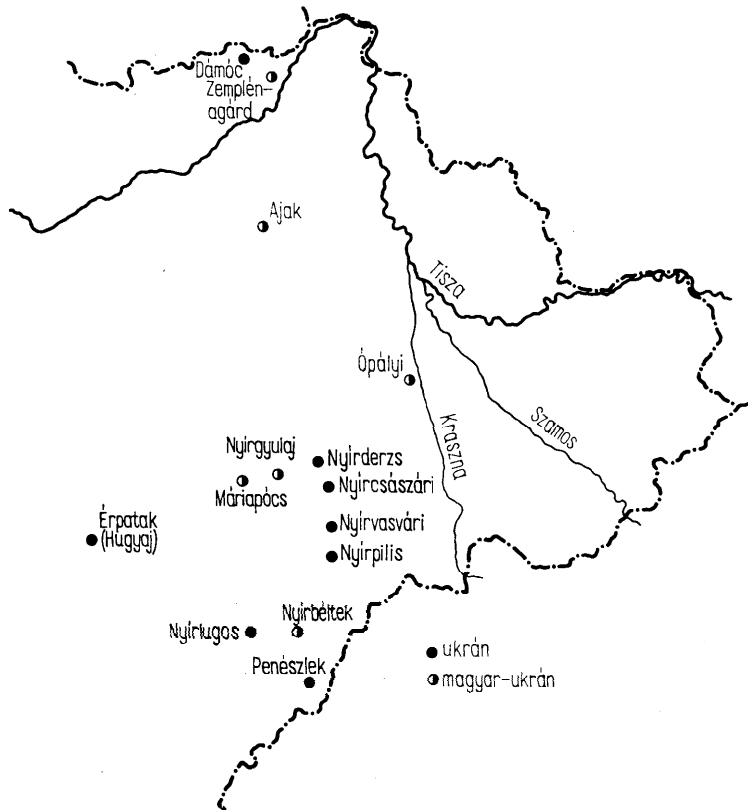 Dámóc
Zemplén-
agárd
Ajak
Tisza
Ópályi
Szamos
Kraszna
Nyírgyulaj
Nyírderzs
Máriapócs
Nyírcsászári
Érpatak
(Hugyaj)
Nyírvasvári
Nyírpilis
Nyírbéltek
Nyírlugos
Penészlek
ukrán
magyar-ukrán